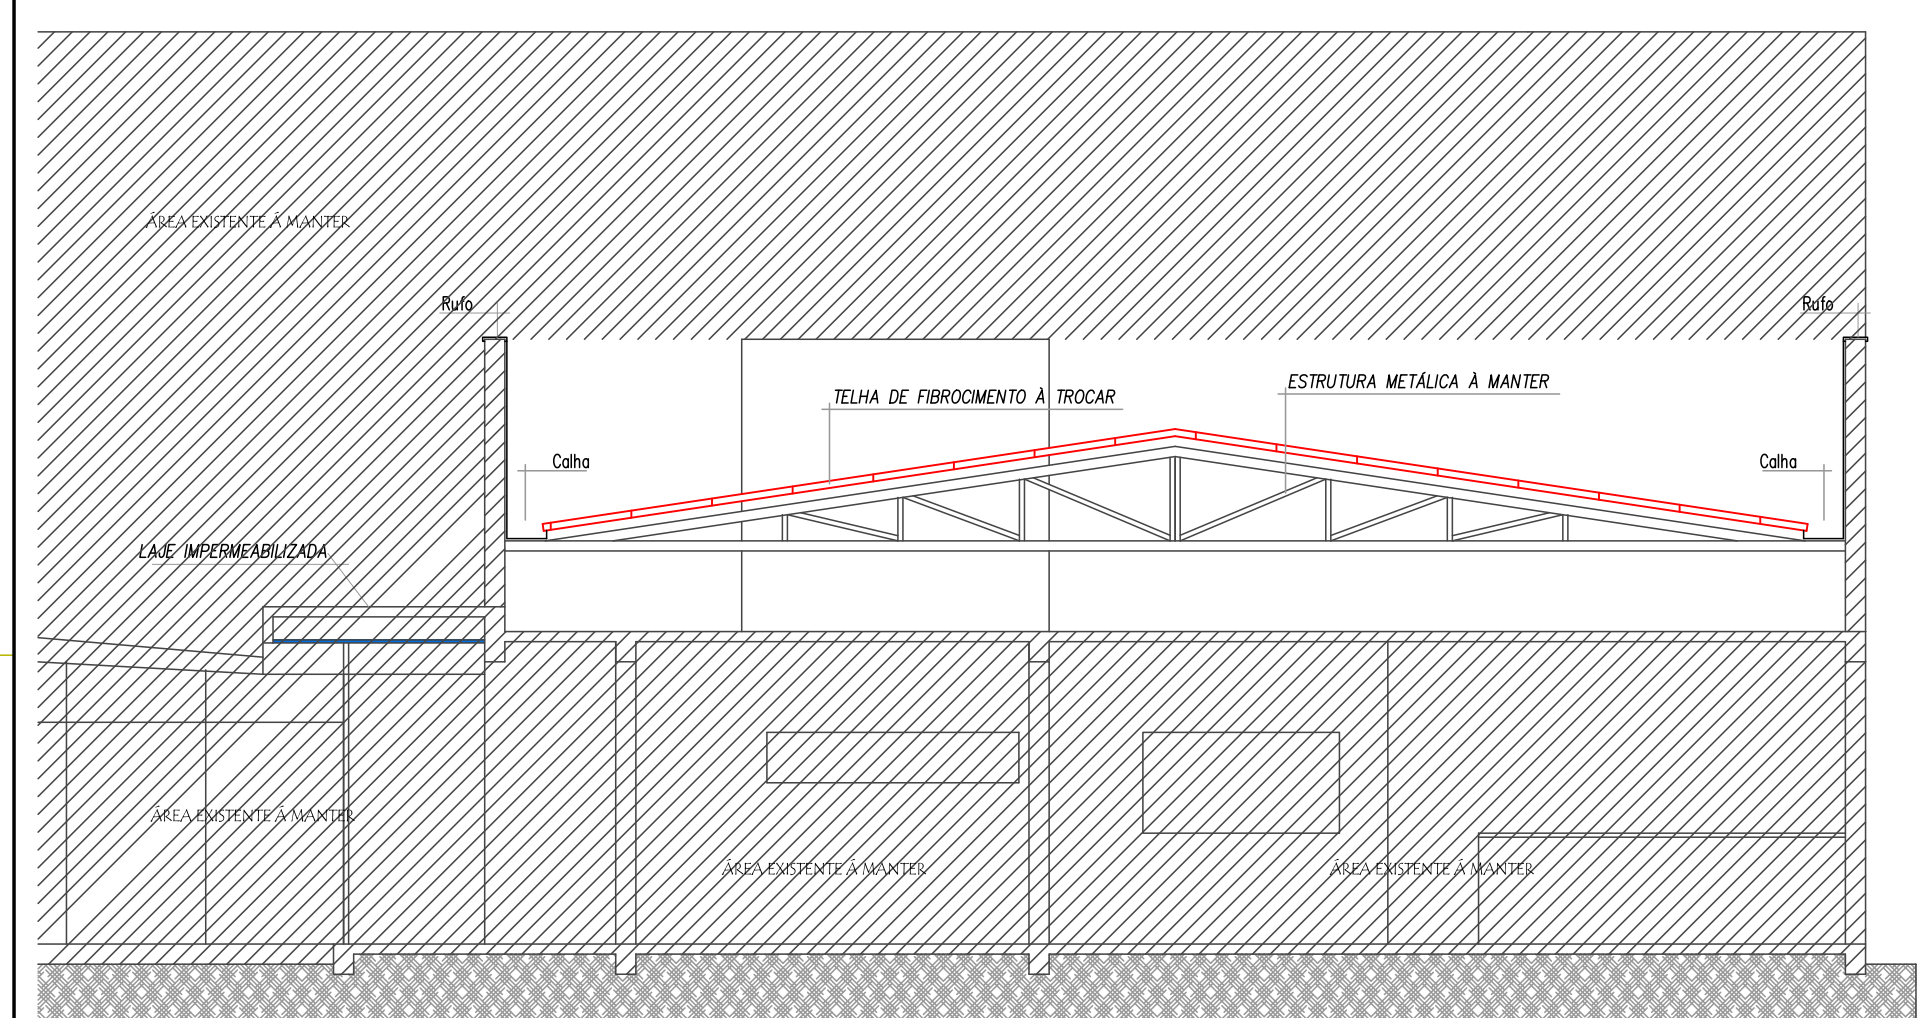 ÁREA EXISTENTE Á MANTER
Rufo
Rufo
ESTRUTURA METÁLICA À MANTER
TELHA DE FIBROCIMENTO À TROCAR
Calha
Calha
LAJE IMPERMEABILIZADA
ÁREA EXISTENTE Á MANTER
ÁREA EXISTENTE Á MANTER
ÁREA EXISTENTE Á MANTER